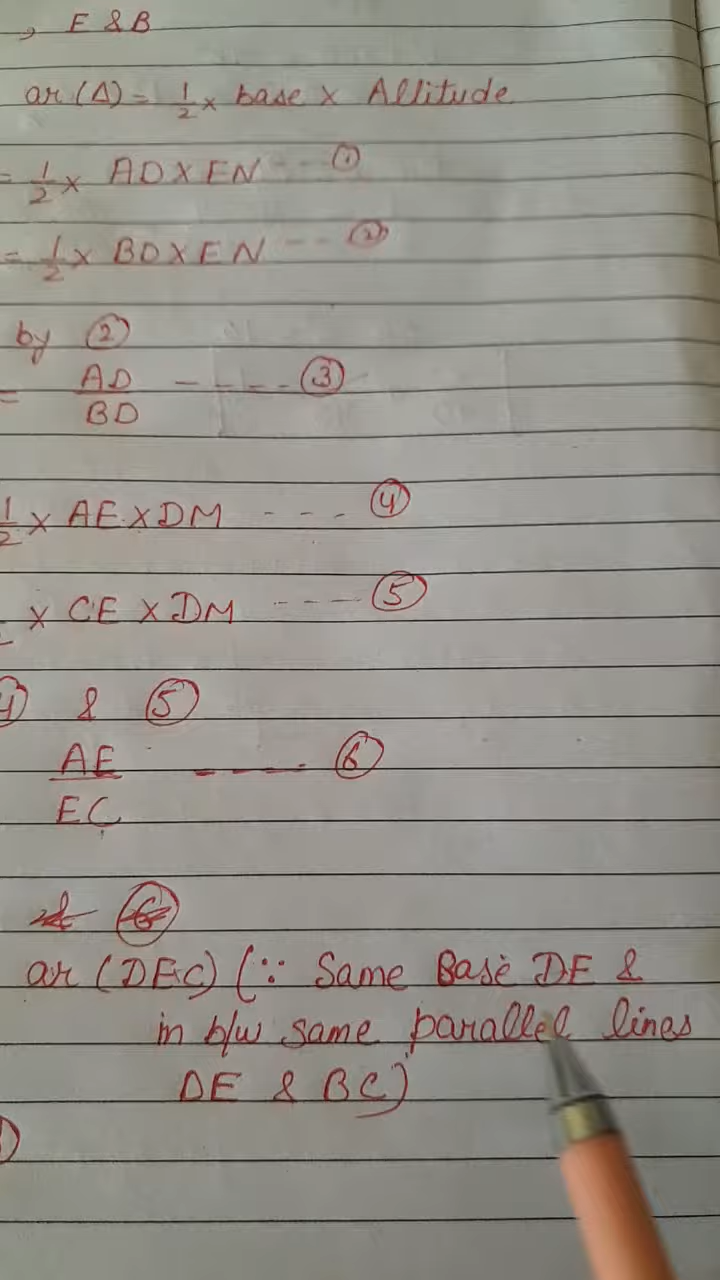 , E & B
ar (Δ) = 1/2 × base × Altitude
= 1/2 × AD × EN --- ①
= 1/2 × BD × EN --- ②
by ②
= AD/BD ----- ③
1/2 × AE × DM --- ④
× CE × DM ---- ⑤
④ & ⑤
AE/EC ---- ⑥
ar (DEC) (∵ Same Base DE &
in b/w same parallel lines
DE & BC)